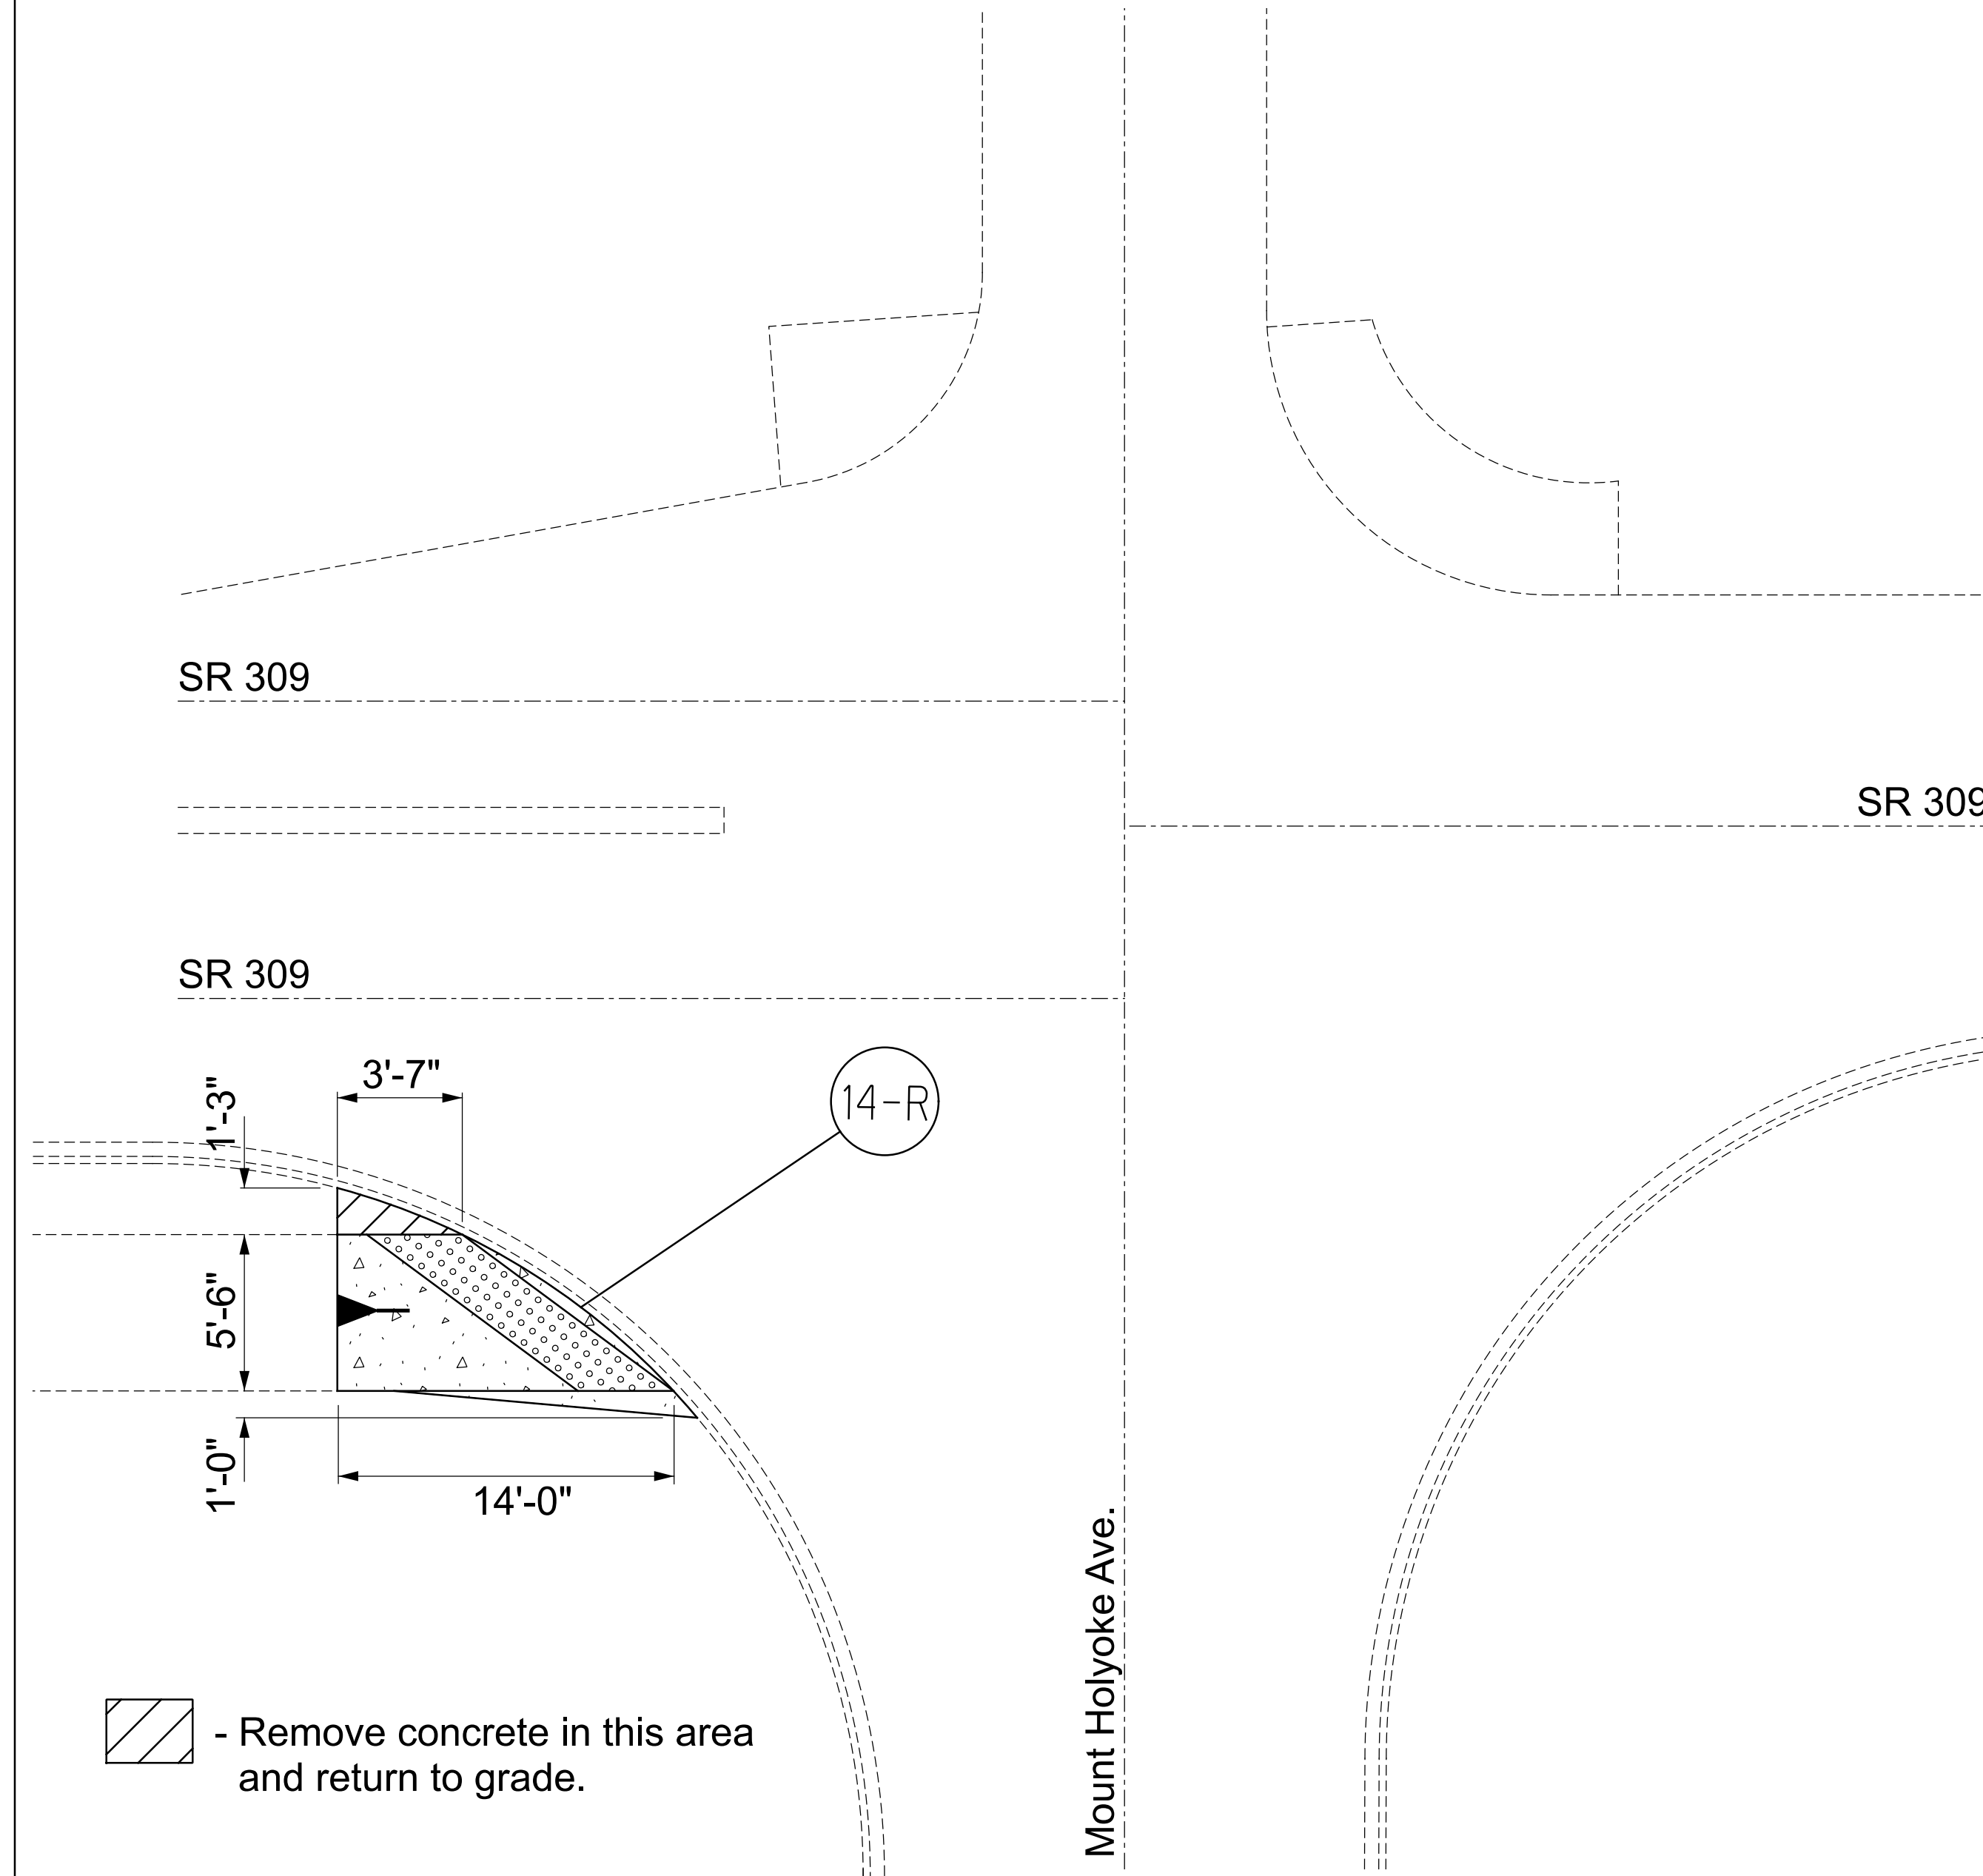 SR 309
SR 309
SR 309
3'-7"
1'-3"
14-R
5'-6"
1'-0"
14'-0"
Mount Holyoke Ave.
- Remove concrete in this area
and return to grade.